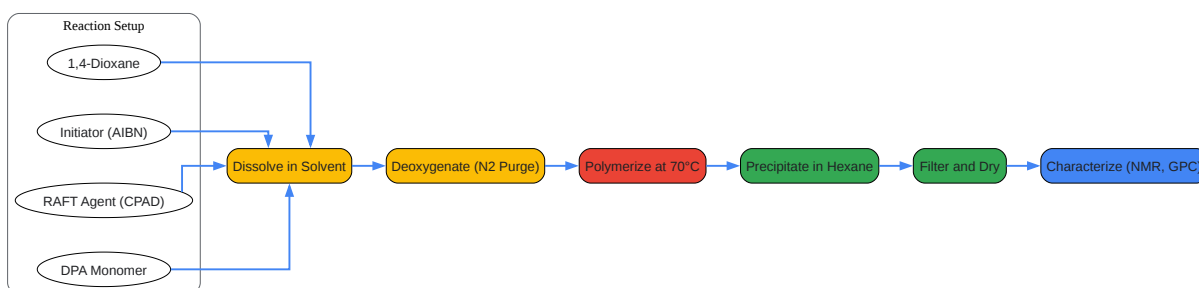 Reaction Setup
1,4-Dioxane
Initiator (AIBN)
RAFT Agent (CPAD)
DPA Monomer
Dissolve in Solvent
Deoxygenate (N2 Purge)
Polymerize at 70°C
Precipitate in Hexane
Filter and Dry
Characterize (NMR, GPC)